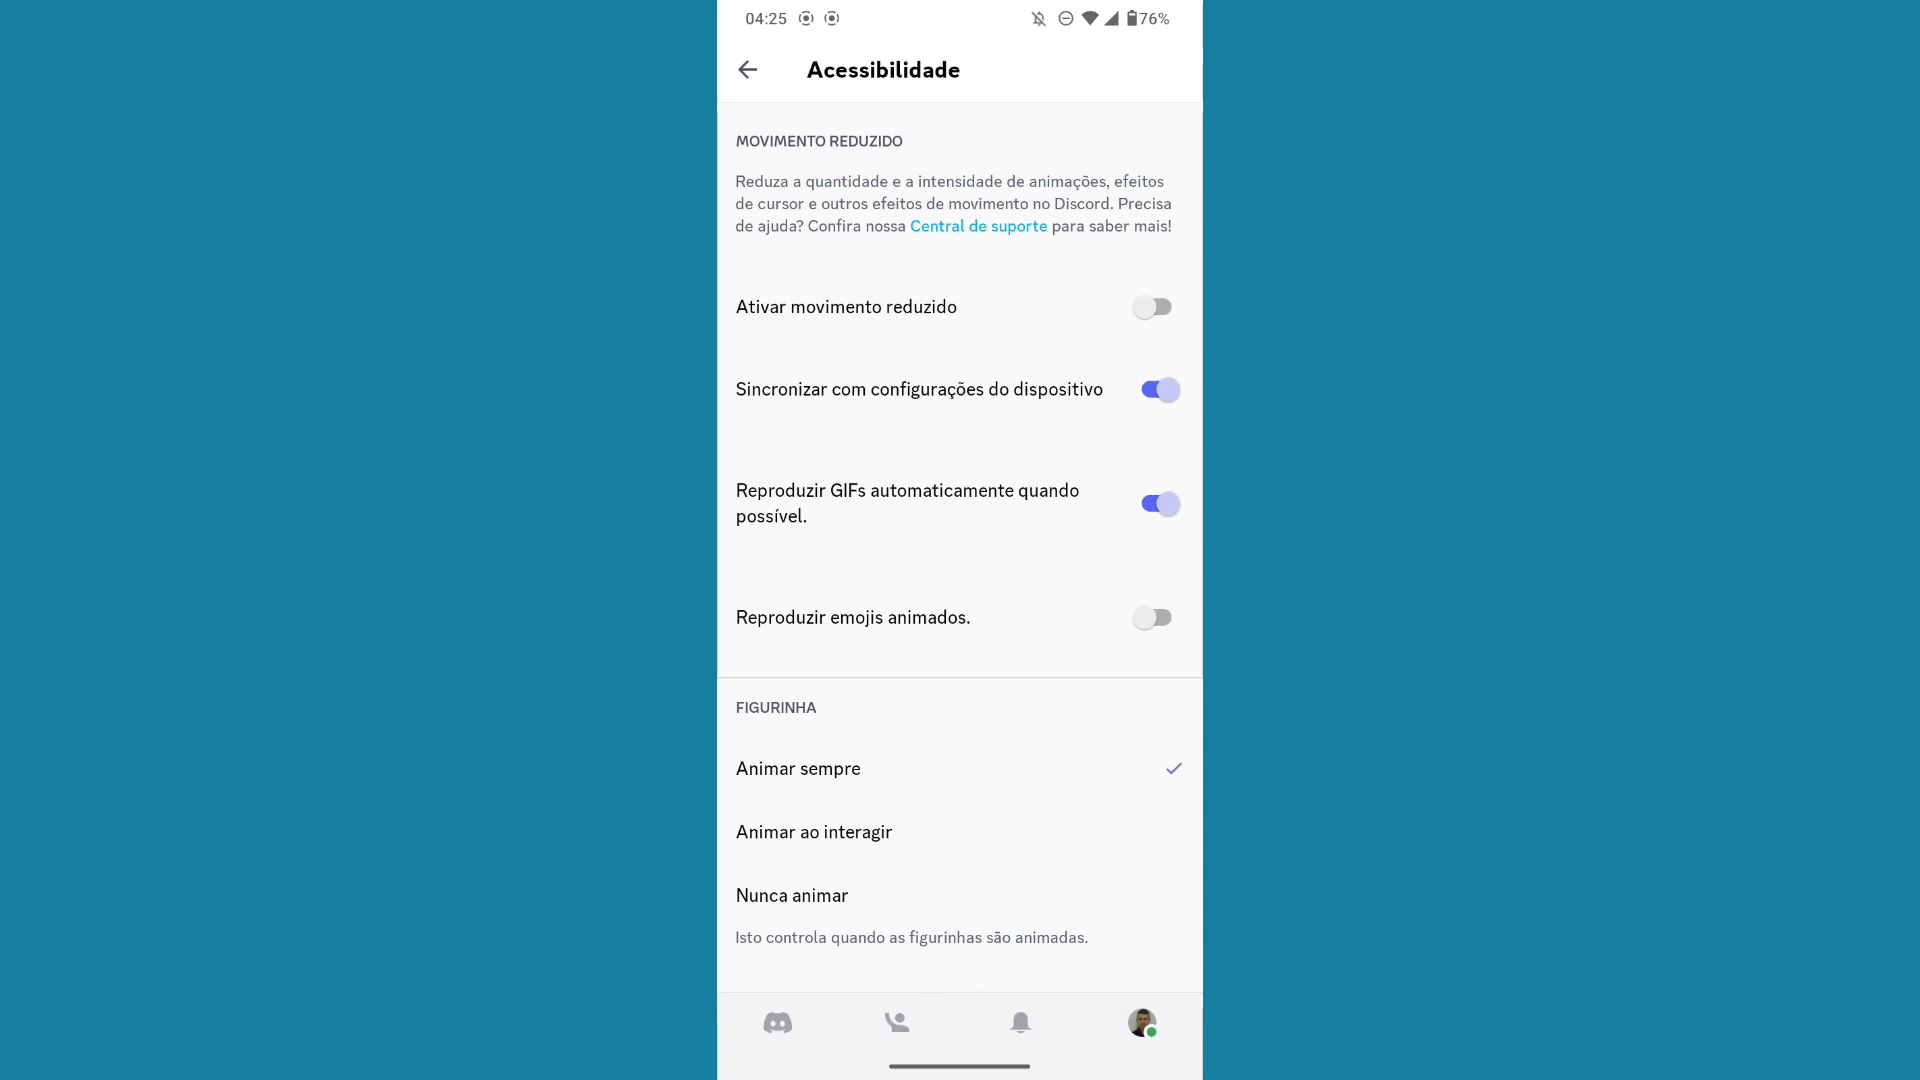 04:25
76%
Acessibilidade
MOVIMENTO REDUZIDO
Reduza a quantidade e a intensidade de animações, efeitos
de cursor e outros efeitos de movimento no Discord. Precisa
de ajuda? Confira nossa Central de suporte para saber mais!
Ativar movimento reduzido
Sincronizar com configurações do dispositivo
Reproduzir GIFs automaticamente quando
possível.
Reproduzir emojis animados.
FIGURINHA
Animar sempre
Animar ao interagir
Nunca animar
Isto controla quando as figurinhas são animadas.